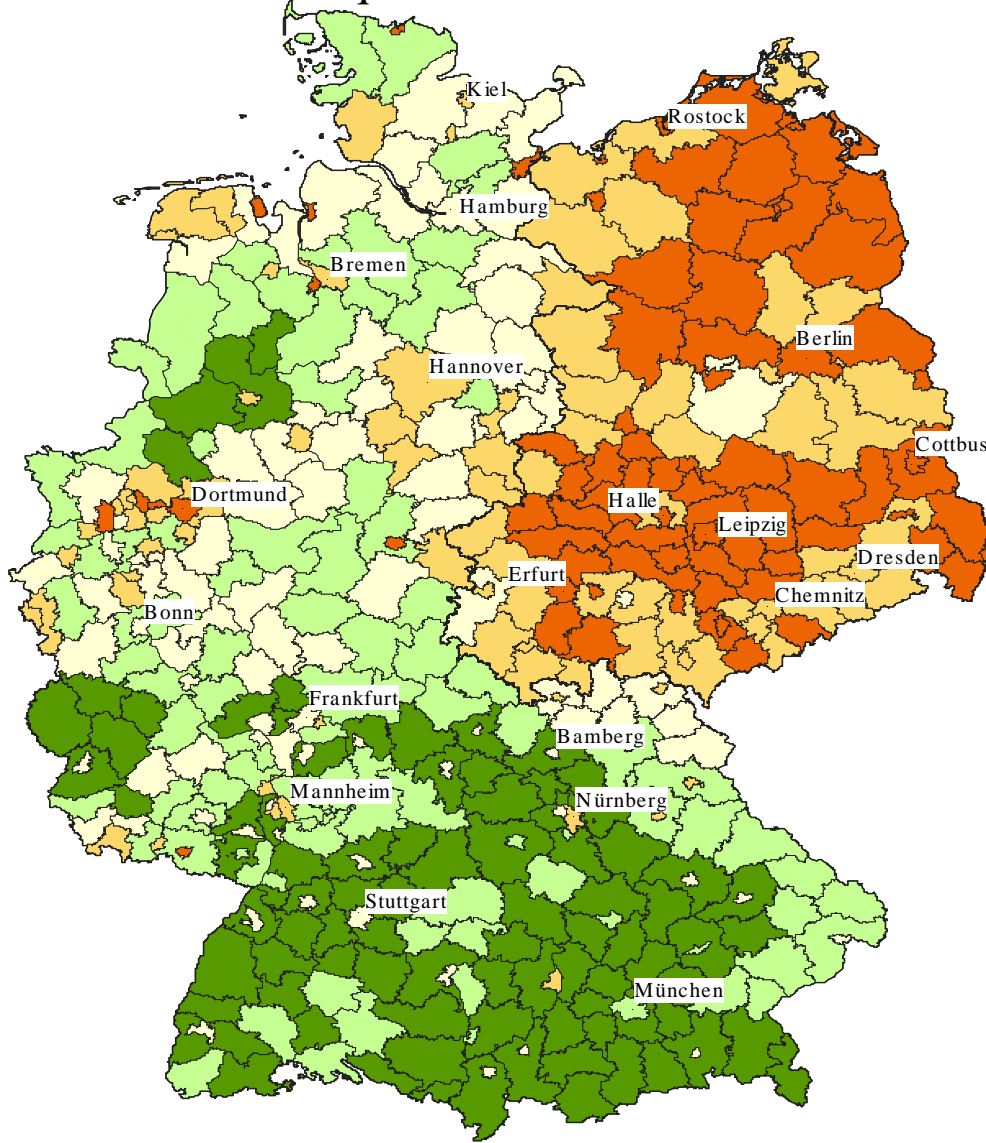 Kiel
Rostock
Hamburg
Bremen
Berlin
Hannover
Cottbus
Dortmund
Halle
Leipzig
Dresden
Erfurt
Chemnitz
Bonn
Frankfurt
Bamberg
Mannheim
Nürnberg
Stuttgart
München